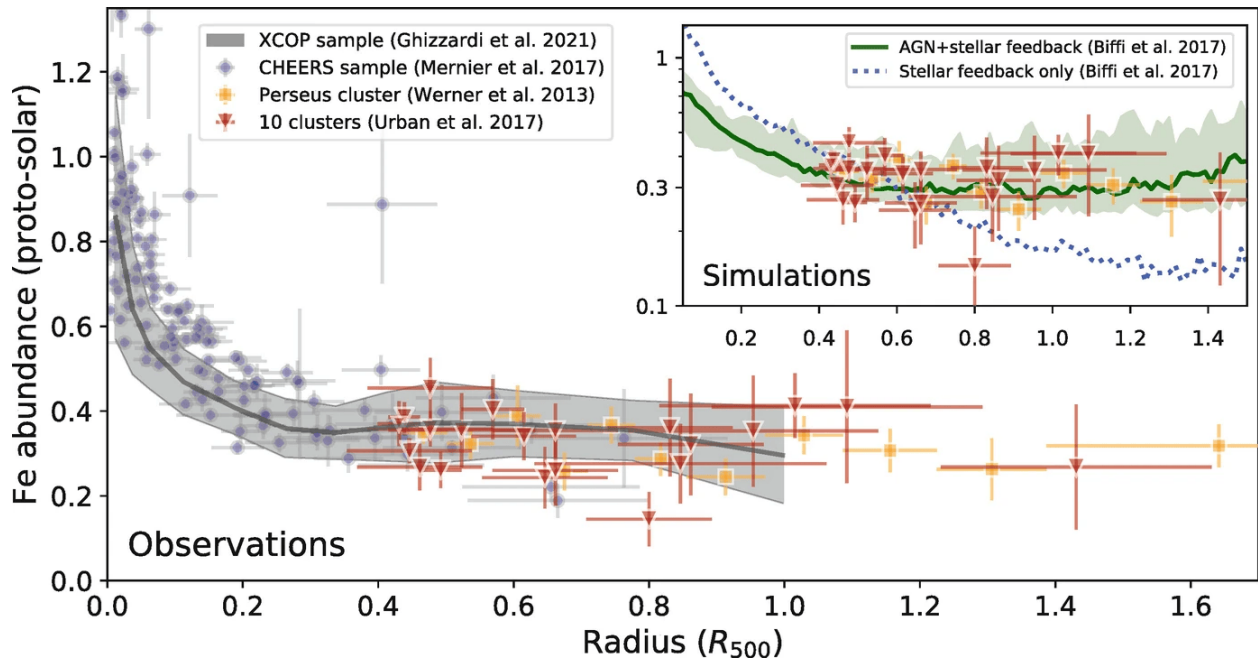 Fe abundance (proto-solar)
1.2
1.0
0.8
0.6
0.4
0.2
0.0
XCOP sample (Ghizzardi et al. 2021)
CHEERS sample (Mernier et al. 2017)
Perseus cluster (Werner et al. 2013)
10 clusters (Urban et al. 2017)
Observations
0.0 0.2 0.4 0.6 0.8 1.0 1.2 1.4 1.6
Radius (R500)
AGN+stellar feedback (Biffi et al. 2017)
Stellar feedback only (Biffi et al. 2017)
1
0.3
0.1
Simulations
0.2 0.4 0.6 0.8 1.0 1.2 1.4